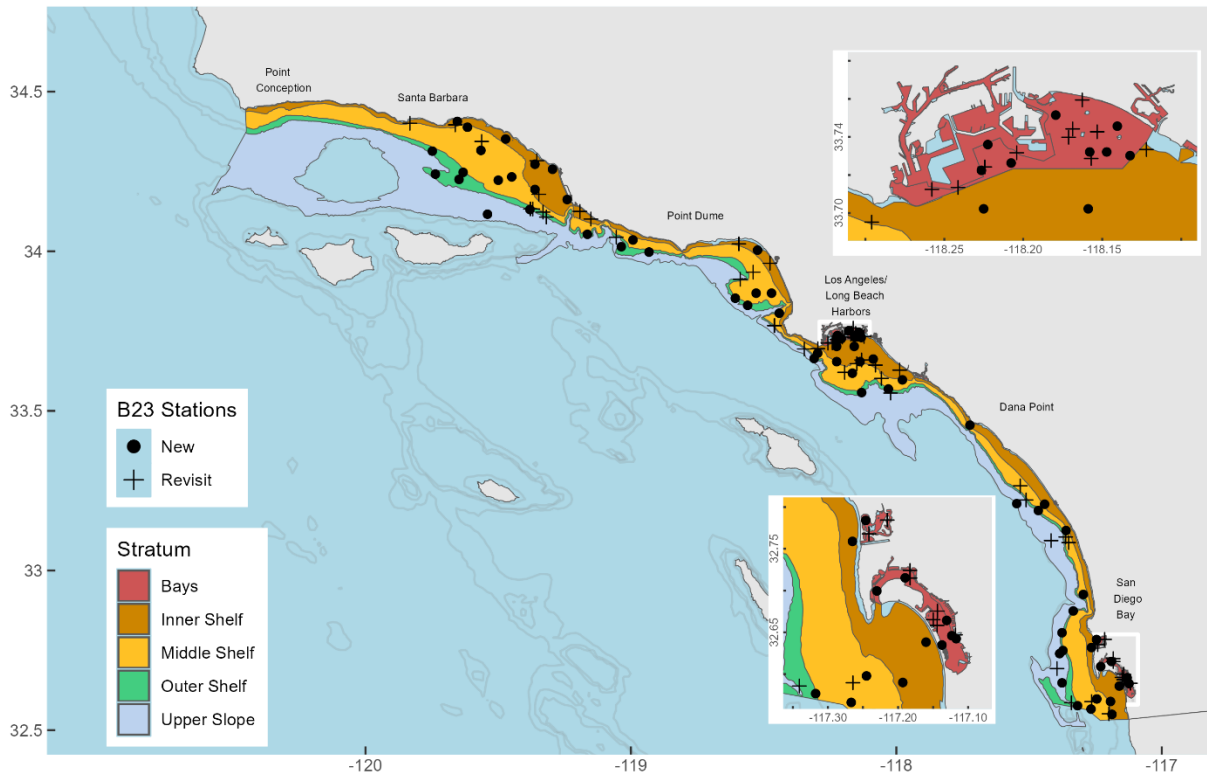 34.5
34
33.5
33
32.5
-120
-119
-118
-117
Point
Conception
Santa Barbara
Point Dume
Los Angeles/
Long Beach
Harbors
Dana Point
San
Diego
Bay
33.74
33.70
-118.25
-118.20
-118.15
32.75
32.65
-117.30
-117.20
-117.10
B23 Stations
New
Revisit
Stratum
Bays
Inner Shelf
Middle Shelf
Outer Shelf
Upper Slope